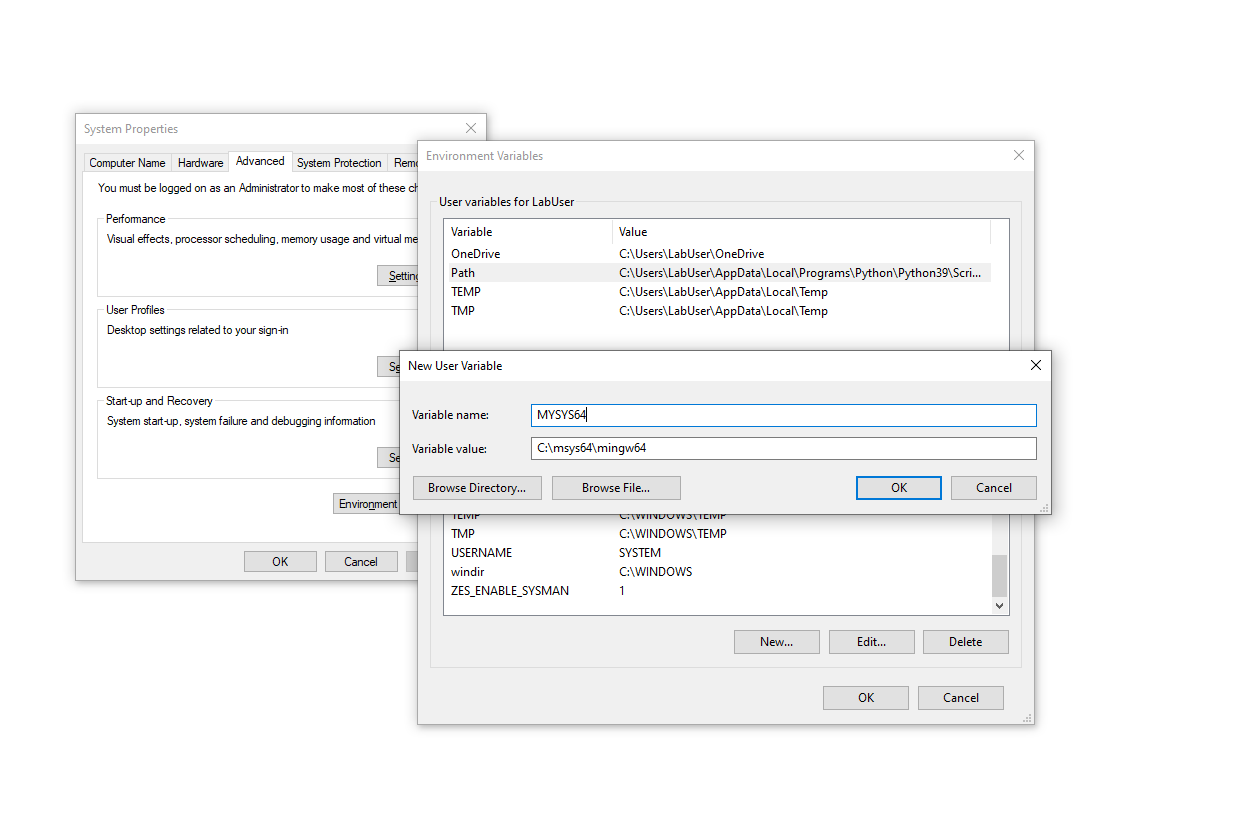 System Properties
Computer Name Hardware Advanced System Protection Remo
You must be logged on as an Administrator to make most of these ch
Performance
Visual effects, processor scheduling, memory usage and virtual me
Setting
User Profiles
Desktop settings related to your sign-in
Se
Start-up and Recovery
System start-up, system failure and debugging information
Se
Environment
OK Cancel
Environment Variables
User variables for LabUser
Variable Value
OneDrive C:\Users\LabUser\OneDrive
Path C:\Users\LabUser\AppData\Local\Programs\Python\Python39\Scri...
TEMP C:\Users\LabUser\AppData\Local\Temp
TMP C:\Users\LabUser\AppData\Local\Temp
New User Variable
Variable name: MYSYS64
Variable value: C:\msys64\mingw64
Browse Directory... Browse File... OK Cancel
TEMP C:\WINDOWS\TEMP
TMP C:\WINDOWS\TEMP
USERNAME SYSTEM
windir C:\WINDOWS
ZES_ENABLE_SYSMAN 1
New... Edit... Delete
OK Cancel